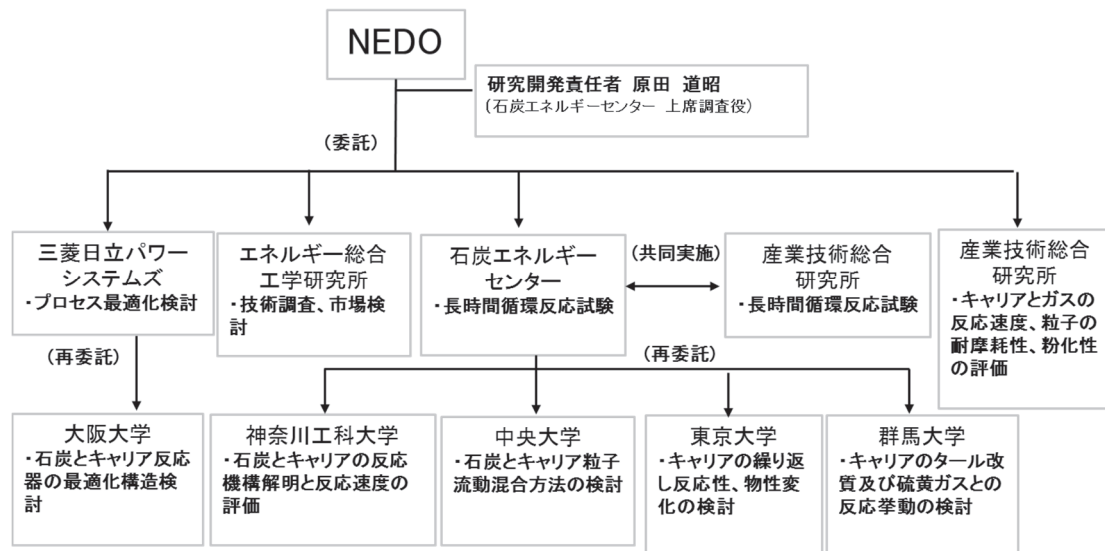 NEDO
研究開発責任者 原田 道昭
(石炭エネルギーセンター 上席調査役)
(委託)
三菱日立パワー
システムズ
・プロセス最適化検討
エネルギー総合
工学研究所
・技術調査、市場検
討
石炭エネルギー
センター
・長時間循環反応試験
(共同実施)
産業技術総合
研究所
・長時間循環反応試験
産業技術総合
研究所
・キャリアとガスの
反応速度、粒子の
耐摩耗性、粉化性
の評価
(再委託)
(再委託)
大阪大学
・石炭とキャリア反応
器の最適化構造検
討
神奈川工科大学
・石炭とキャリアの反応
機構解明と反応速度の
評価
中央大学
・石炭とキャリア粒子
流動混合方法の検討
東京大学
・キャリアの繰り返
し反応性、物性変
化の検討
群馬大学
・キャリアのタール改
質及び硫黄ガスとの
反応挙動の検討